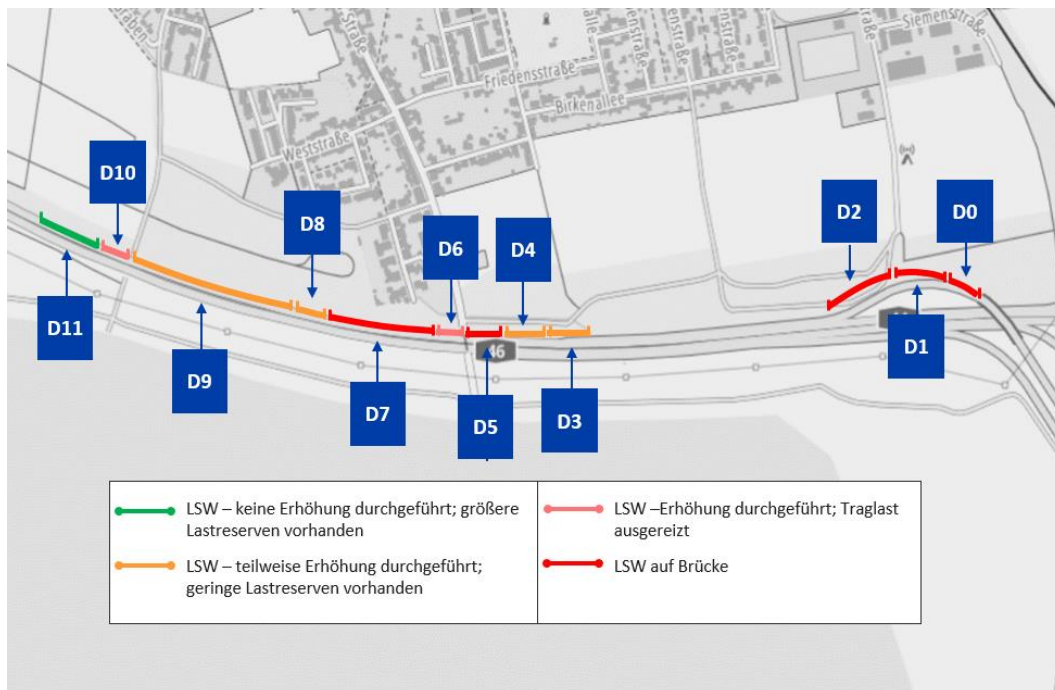 Friedensstraße
Birkenallee
Weststraße
Siemensstraße
D10
D8
D6
D4
D2
D0
D11
D9
D7
46
D5
D3
D1
LSW – keine Erhöhung durchgeführt; größere
Lastreserven vorhanden
LSW – teilweise Erhöhung durchgeführt;
geringe Lastreserven vorhanden
LSW –Erhöhung durchgeführt; Traglast
ausgereizt
LSW auf Brücke